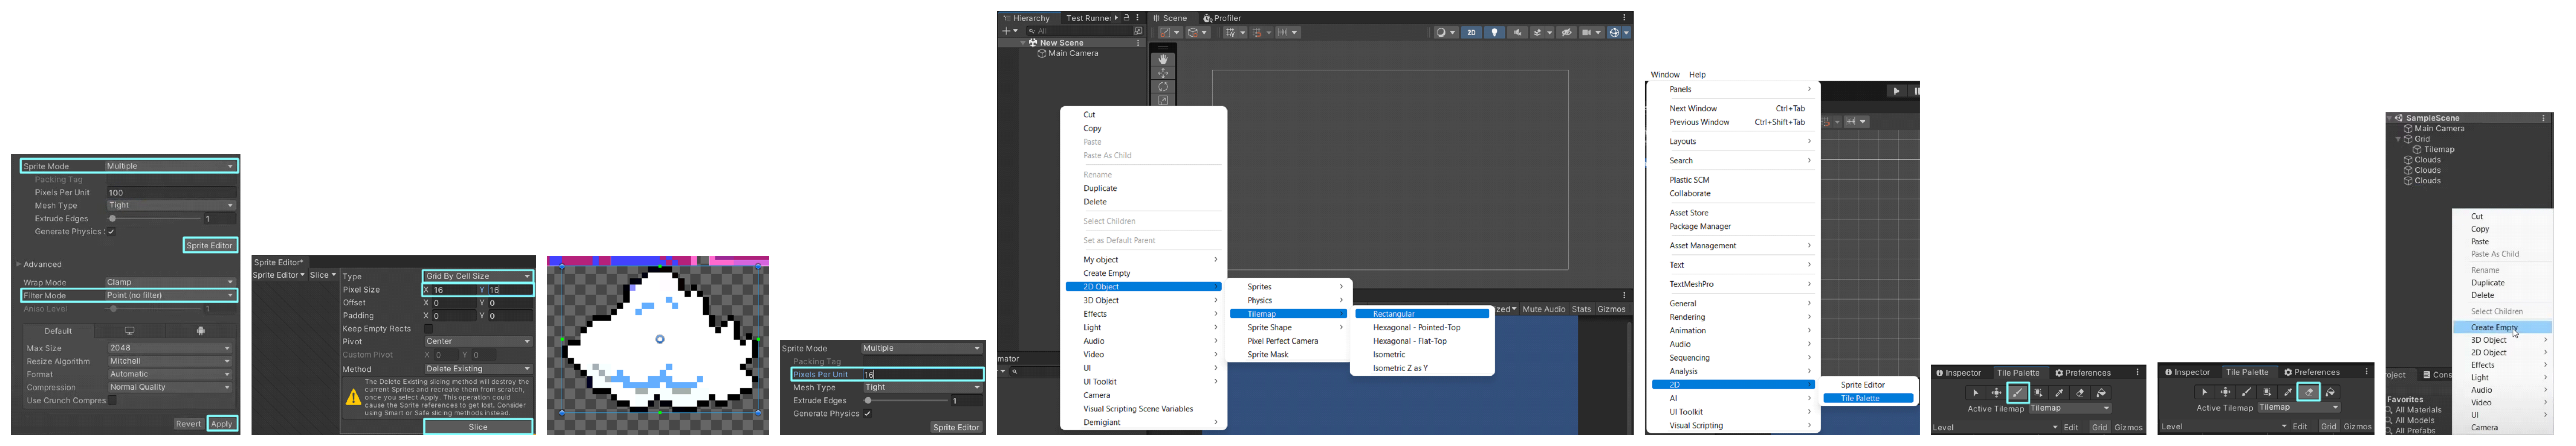 Sprite Mode Multiple
Packing Tag
Pixels Per Unit 100
Mesh Type Tight
Extrude Edges 1
Generate Physics
Sprite Editor
Advanced
Wrap Mode Clamp
Filter Mode Point (no filter)
Aniso Level 1
Default
Max Size 2048
Resize Algorithm Mitchell
Format Automatic
Compression Normal Quality
Use Crunch Compres
Revert Apply
Sprite Editor*
Sprite Editor Slice
Type Grid By Cell Size
Pixel Size X 16 Y 16
Offset X 0 Y 0
Padding X 0 Y 0
Keep Empty Rects
Pivot Center
Custom Pivot X 0 Y 0
Method Delete Existing
The Delete Existing slicing method will destroy the
current Sprites and recreate them from scratch,
once you select Apply. This operation could
cause the Sprite references to get lost. Consider
using Smart or Safe slicing methods instead.
Slice
Sprite Mode Multiple
Packing Tag
Pixels Per Unit 16
Mesh Type Tight
Extrude Edges 1
Generate Physics
Sprite Editor
Hierarchy Test Runner
All
New Scene
Main Camera
Scene Profiler
2D
Cut
Copy
Paste
Paste As Child
Rename
Duplicate
Delete
Select Children
Set as Default Parent
My object
Create Empty
2D Object
3D Object
Effects
Light
Audio
Video
UI
UI Toolkit
Camera
Visual Scripting Scene Variables
Demigiant
Sprites
Physics
Tilemap
Sprite Shape
Pixel Perfect Camera
Sprite Mask
Rectangular
Hexagonal - Pointed-Top
Hexagonal - Flat-Top
Isometric
Isometric Z as Y
zed Mute Audio Stats Gizmos
mator
Window Help
Panels
Next Window Ctrl+Tab
Previous Window Ctrl+Shift+Tab
Layouts
Search
Plastic SCM
Collaborate
Asset Store
Package Manager
Asset Management
Text
TextMeshPro
General
Rendering
Animation
Audio
Sequencing
Analysis
2D
AI
UI Toolkit
Visual Scripting
Sprite Editor
Tile Palette
Inspector Tile Palette Preferences
Active Tilemap Tilemap
Level Edit Grid Gizmos
Inspector Tile Palette Preferences
Active Tilemap Tilemap
Level Edit Grid Gizmos
SampleScene
Main Camera
Grid
Tilemap
Clouds
Clouds
Clouds
Cut
Copy
Paste
Paste As Child
Rename
Duplicate
Delete
Select Children
Create Empty
3D Object
2D Object
Effects
Light
Audio
Video
UI
Camera
oject Cons
Favorites
All Materials
All Models
All Prefabs